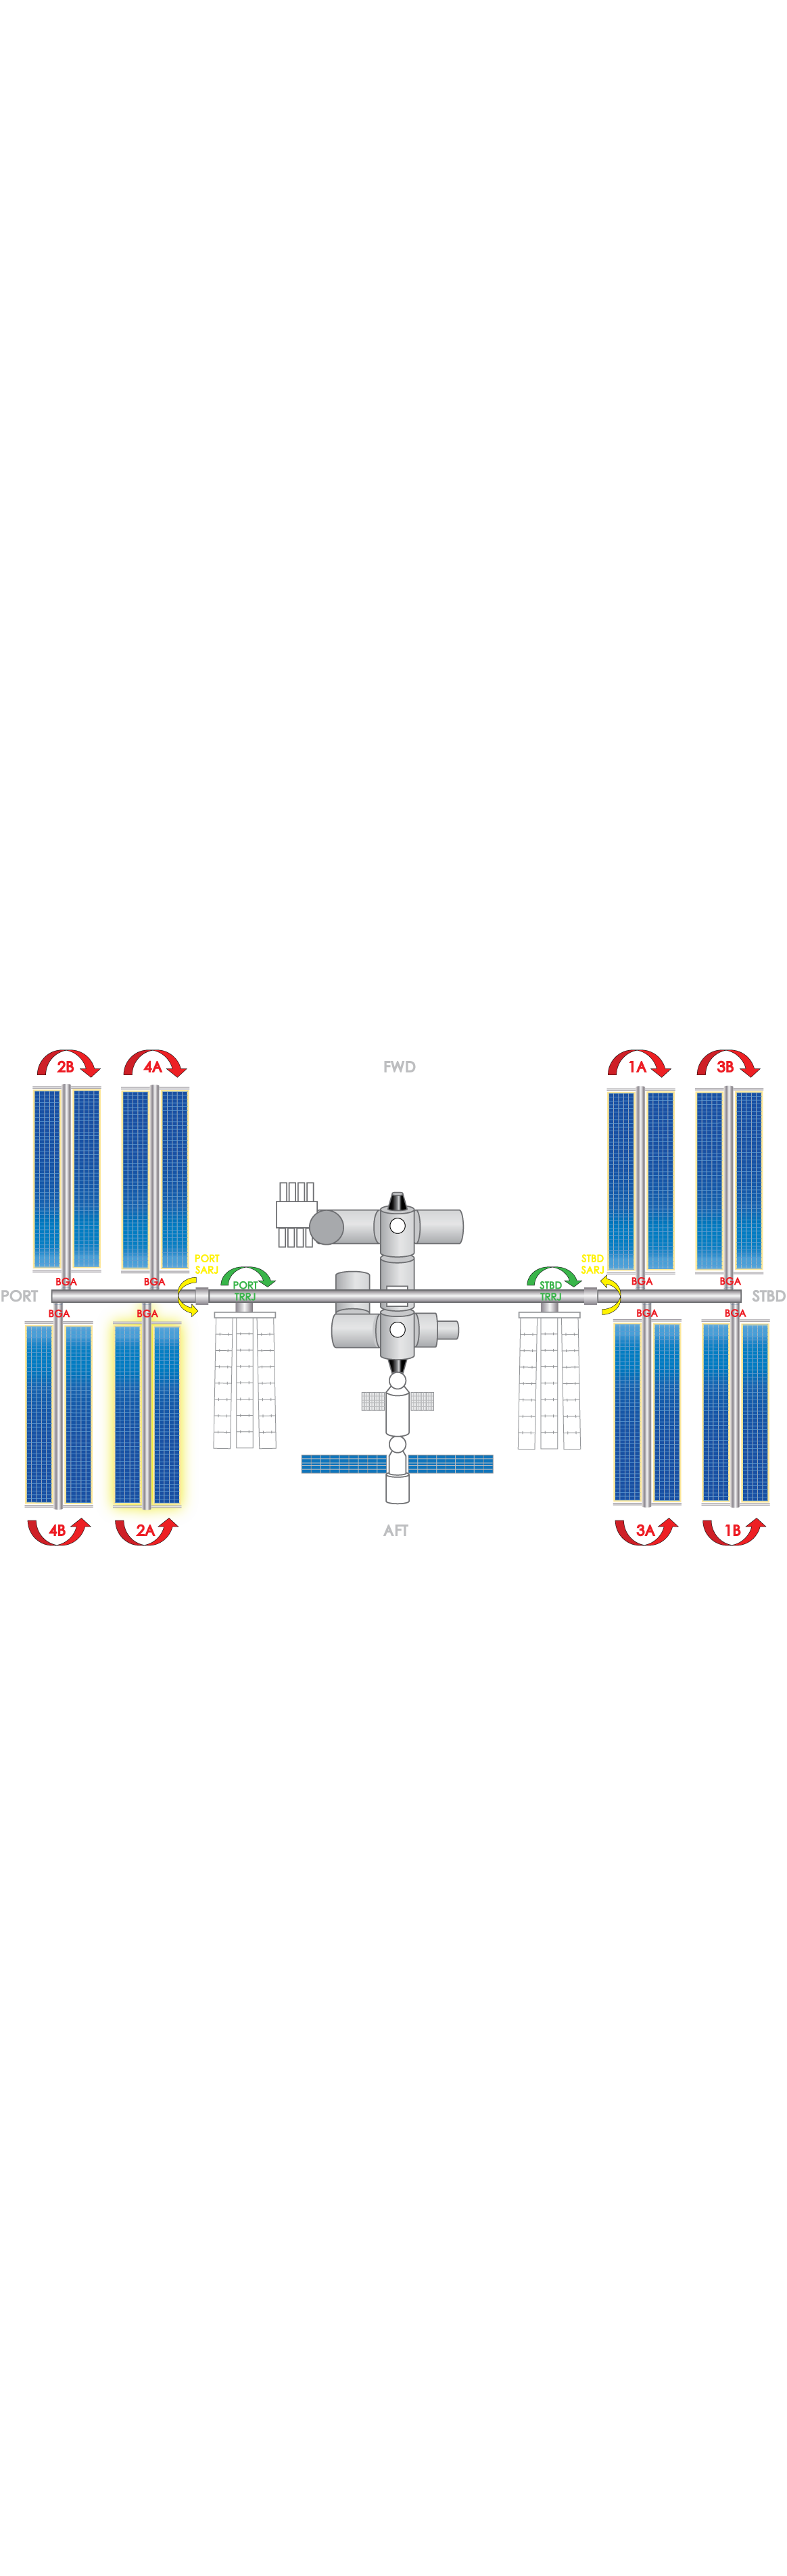 2B
4A
FWD
1A
3B
PORT
SARJ
STBD
SARJ
BGA
BGA
PORT
TRRJ
STBD
TRRJ
BGA
BGA
PORT
STBD
BGA
BGA
BGA
BGA
4B
2A
AFT
3A
1B